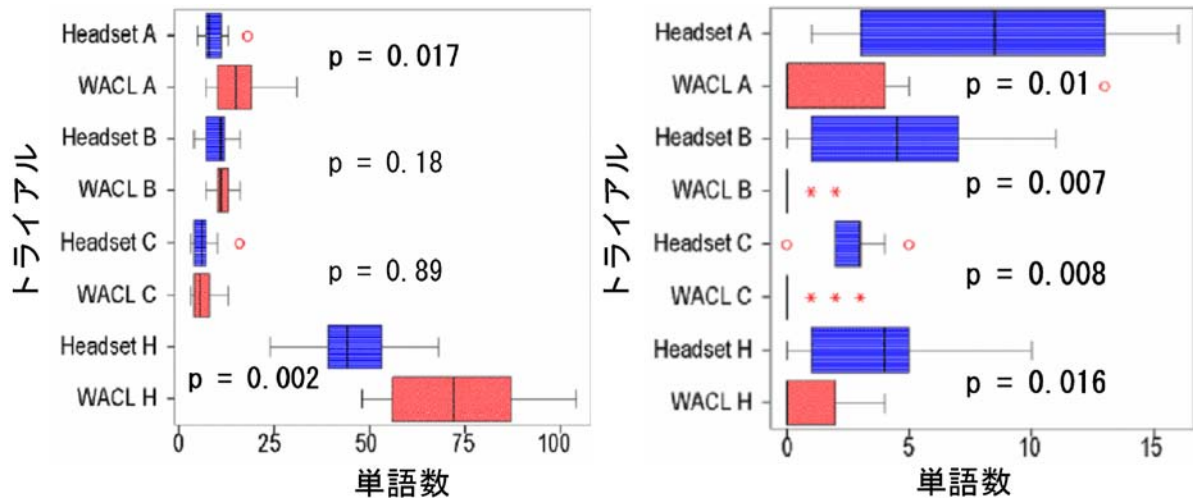 トライアル
Headset A
WACL A
Headset B
WACL B
Headset C
WACL C
Headset H
WACL H
p = 0.017
p = 0.18
p = 0.89
p = 0.002
0 25 50 75 100
単語数
トライアル
Headset A
WACL A
Headset B
WACL B
Headset C
WACL C
Headset H
WACL H
p = 0.01
p = 0.007
p = 0.008
p = 0.016
0 5 10 15
単語数